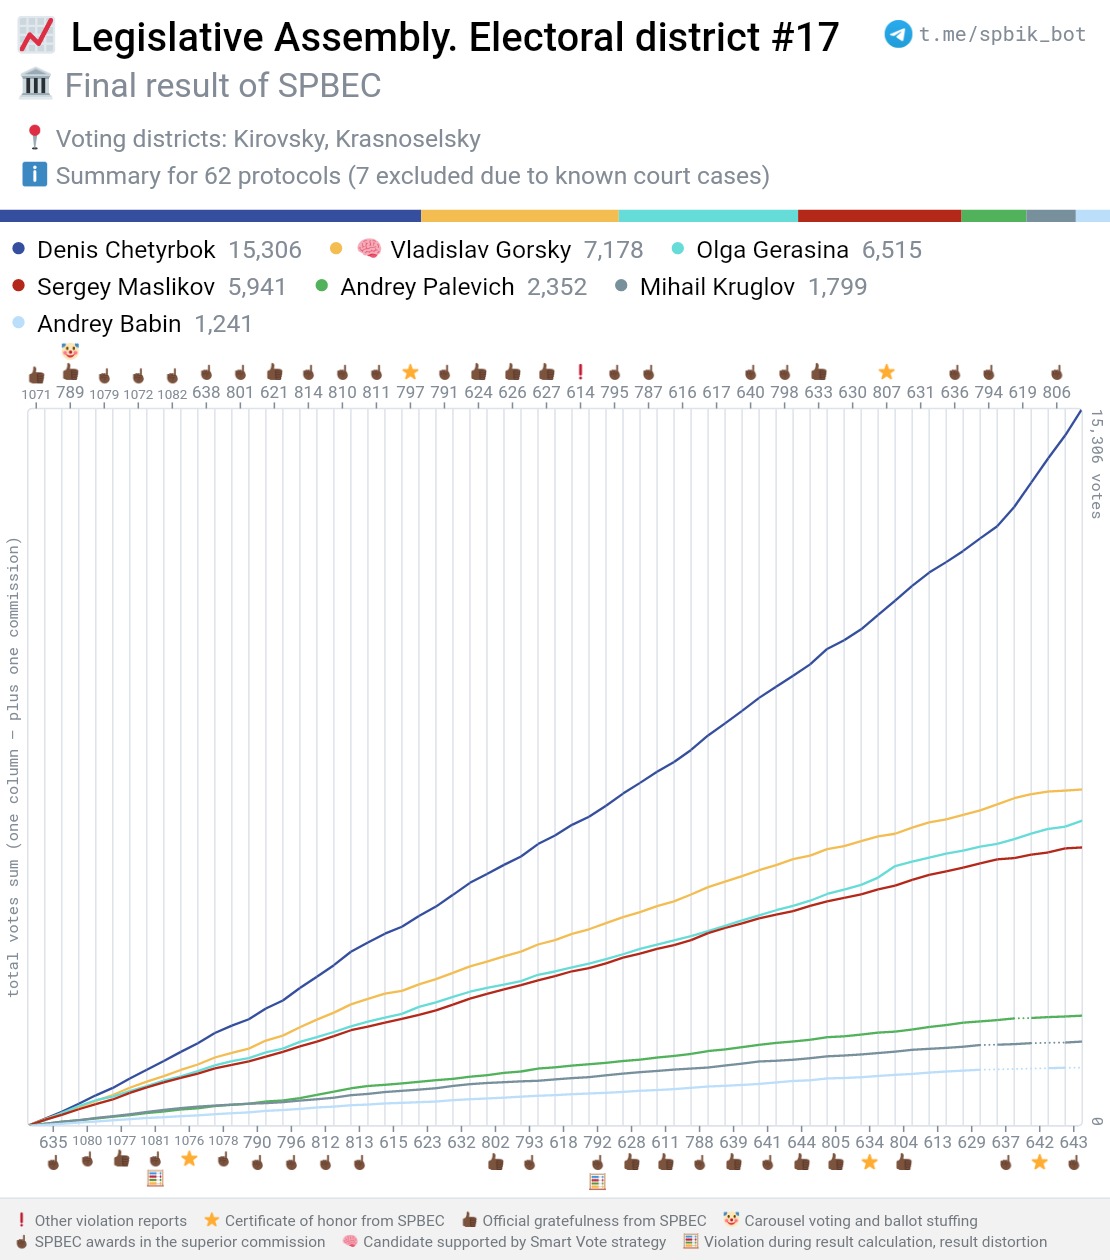 Legislative Assembly. Electoral district #17
t.me/spbik_bot
Final result of SPBEC
Voting districts: Kirovsky, Krasnoselsky
Summary for 62 protocols (7 excluded due to known court cases)
Denis Chetyrbok 15,306 Vladislav Gorsky 7,178 Olga Gerasina 6,515
Sergey Maslikov 5,941 Andrey Palevich 2,352 Mihail Kruglov 1,799
Andrey Babin 1,241
1071 789 1079 1072 1082 638 801 621 814 810 811 797 791 624 626 627 614 795 787 616 617 640 798 633 630 807 631 636 794 619 806
15,306 votes
total votes sum (one column – plus one commission)
0
635 1080 1077 1081 1076 1078 790 796 812 813 615 623 632 802 793 618 792 628 611 788 639 641 644 805 634 804 613 629 637 642 643
Other violation reports Certificate of honor from SPBEC Official gratefulness from SPBEC Carousel voting and ballot stuffing
SPBEC awards in the superior commission Candidate supported by Smart Vote strategy Violation during result calculation, result distortion